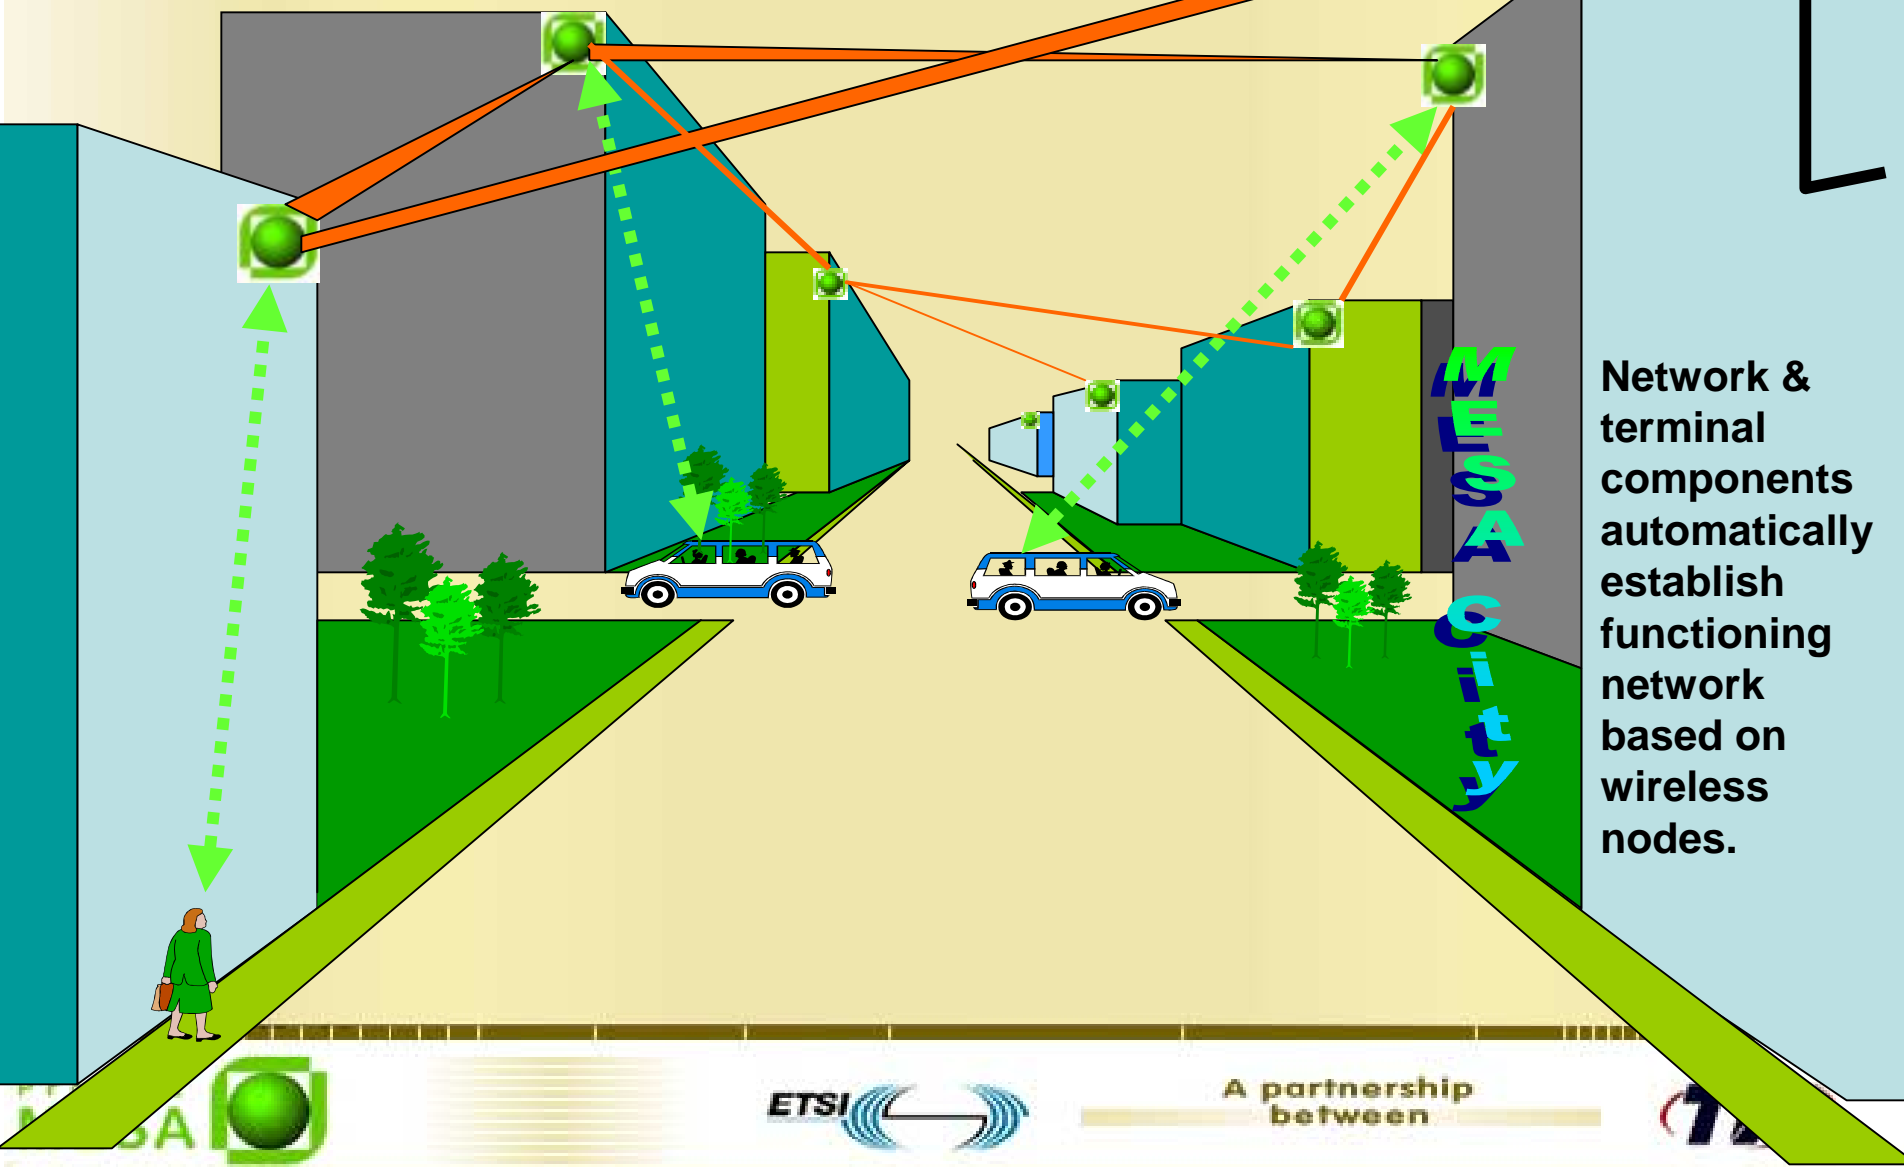 MESA City
Network &
terminal
components
automatically
establish
functioning
network
based on
wireless
nodes.
ETSI
A partnership
between